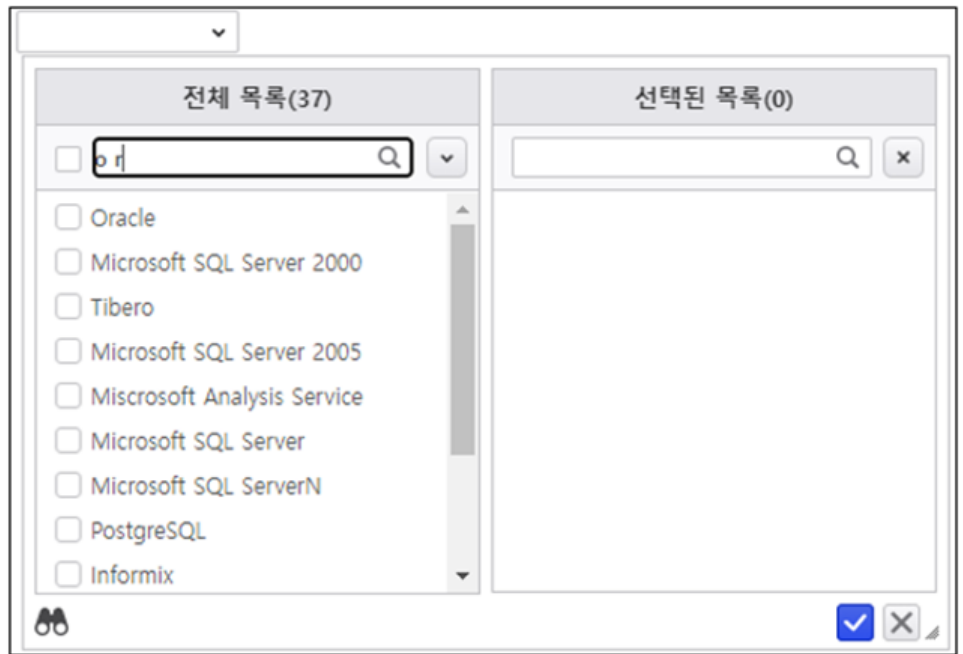 전체 목록(37)
선택된 목록(0)
o r
Oracle
Microsoft SQL Server 2000
Tibero
Microsoft SQL Server 2005
Miscrosoft Analysis Service
Microsoft SQL Server
Microsoft SQL ServerN
PostgreSQL
Informix